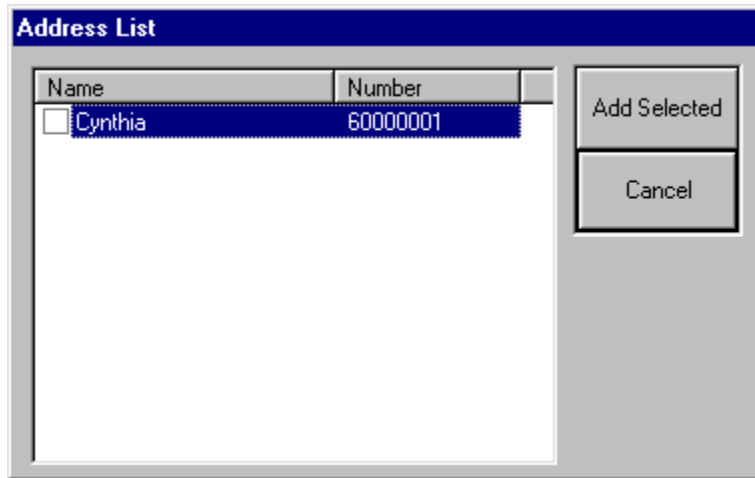 Address List
Name Number
Cynthia 60000001
Add Selected
Cancel